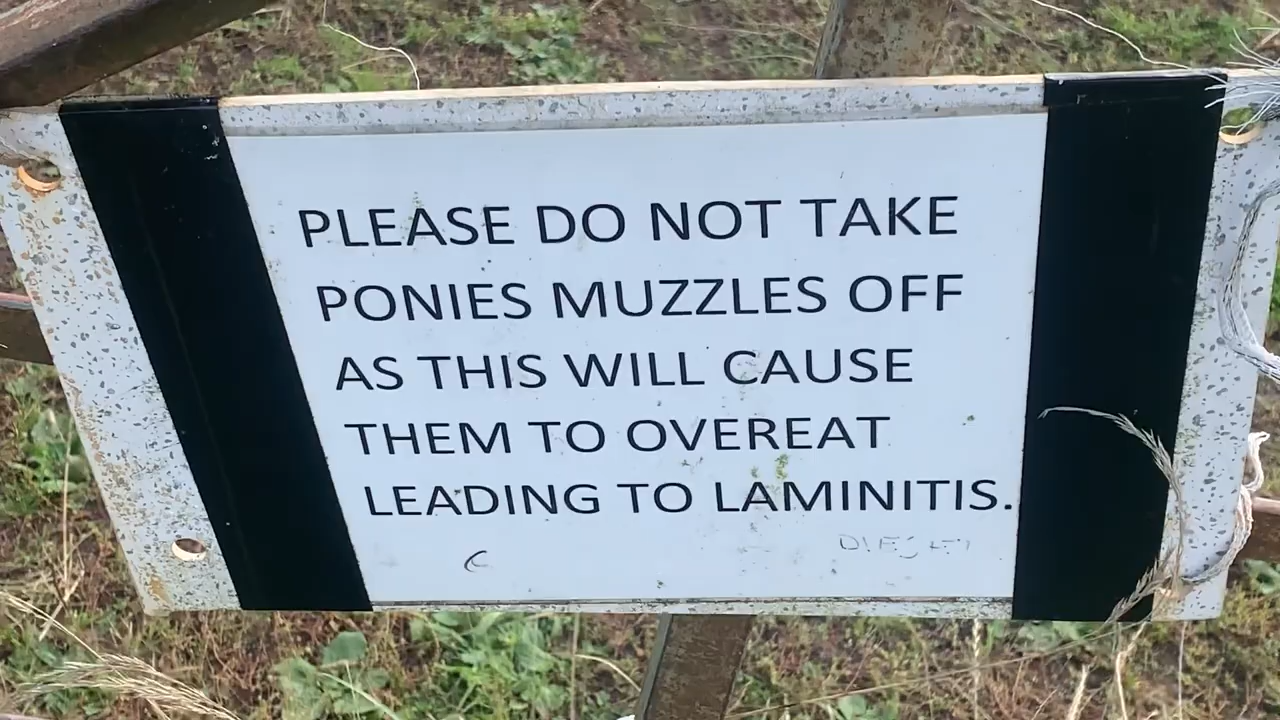 PLEASE DO NOT TAKE
PONIES MUZZLES OFF
AS THIS WILL CAUSE
THEM TO OVEREAT
LEADING TO LAMINITIS.